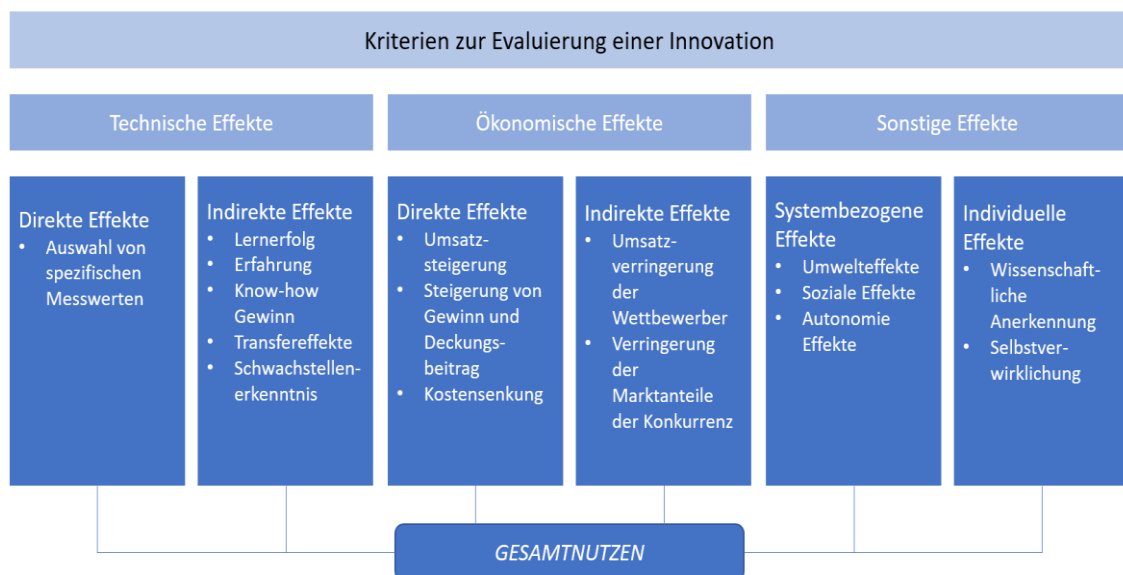 Kriterien zur Evaluierung einer Innovation
Technische Effekte
Ökonomische Effekte
Sonstige Effekte
Direkte Effekte
• Auswahl von
spezifischen
Messwerten
Indirekte Effekte
• Lernerfolg
• Erfahrung
• Know-how
Gewinn
• Transfereffekte
• Schwachstellen-
erkenntnis
Direkte Effekte
• Umsatz-
steigerung
• Steigerung von
Gewinn und
Deckungs-
beitrag
• Kostensenkung
Indirekte Effekte
• Umsatz-
verringerung
der
Wettbewerber
• Verringerung
der
Marktanteile
der Konkurrenz
Systembezogene
Effekte
• Umwelteffekte
• Soziale Effekte
• Autonomie
Effekte
Individuelle
Effekte
• Wissenschaft-
liche
Anerkennung
• Selbstver-
wirklichung
GESAMTNUTZEN